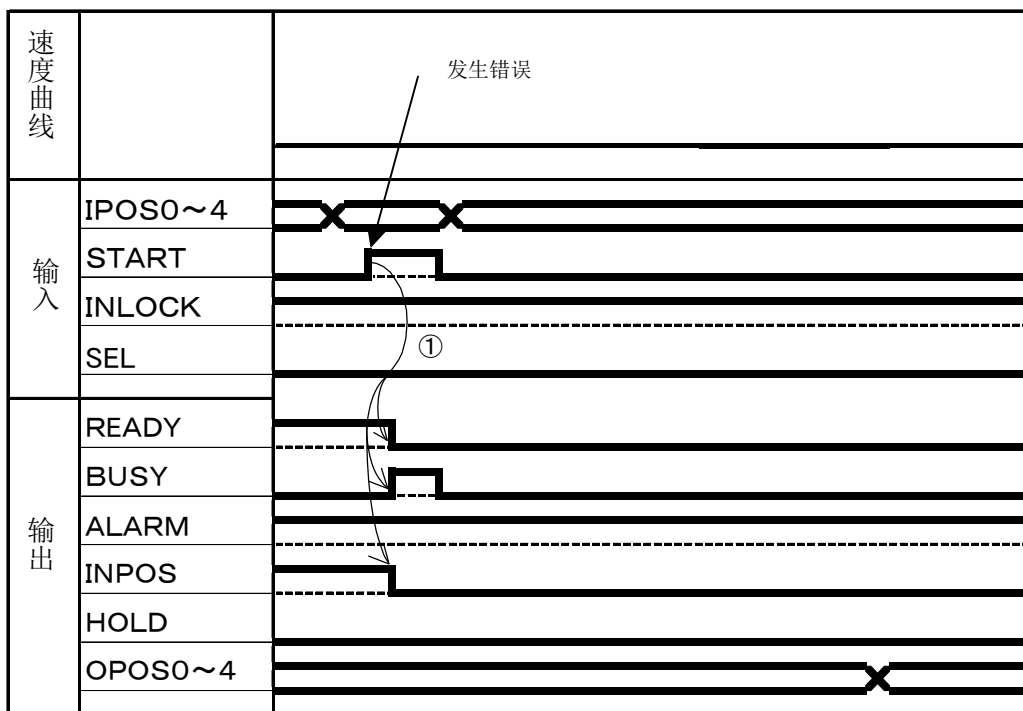 速度曲线
发生错误
输入
IPOS0～4
START
INLOCK
SEL
①
输出
READY
BUSY
ALARM
INPOS
HOLD
OPOS0～4